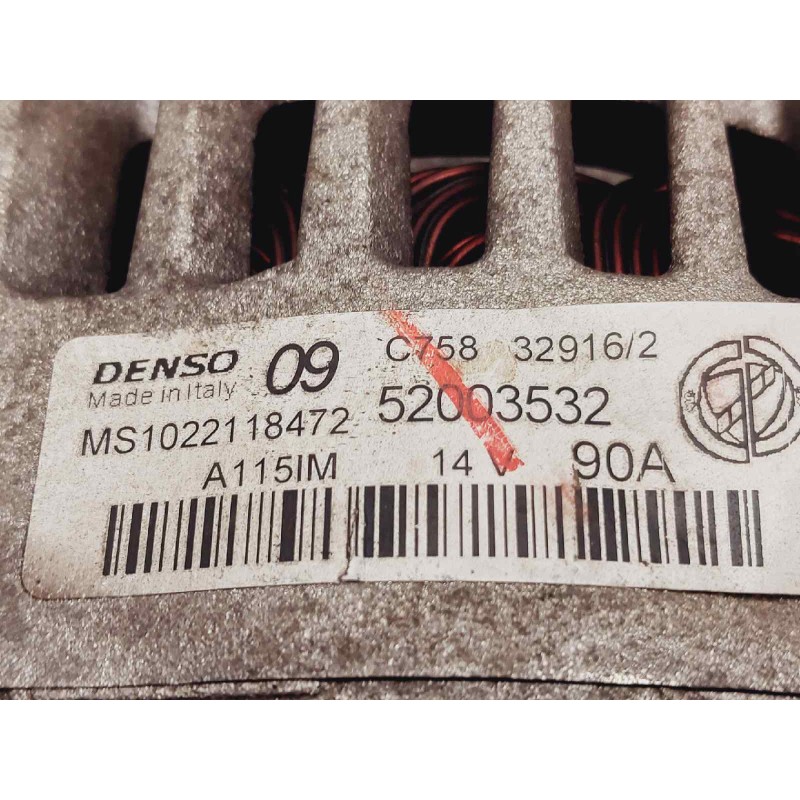 DENSO 09 C758 32916/2
Made in Italy
MS1022118472 52003532
A115IM 14 V 90A